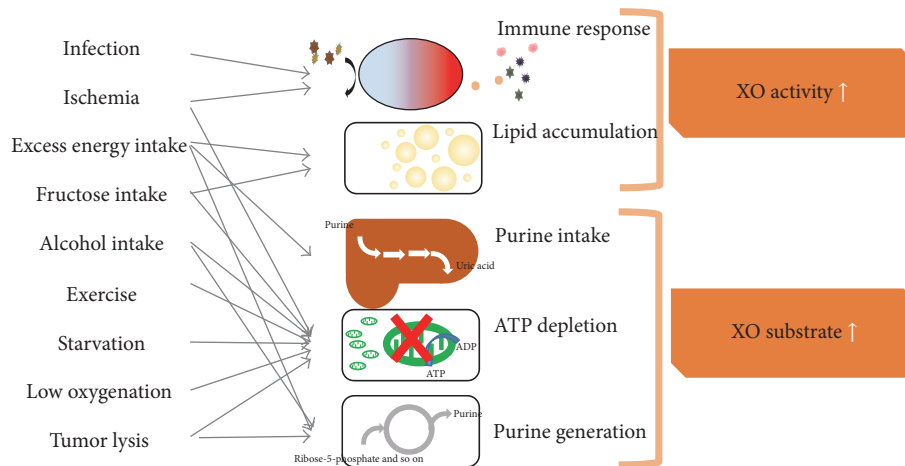 Infection
Ischemia
Excess energy intake
Fructose intake
Alcohol intake
Exercise
Starvation
Low oxygenation
Tumor lysis
Immune response
Lipid accumulation
Purine
Uric acid
Purine intake
ADP
ATP
ATP depletion
Purine
Ribose-5-phosphate and so on
Purine generation
XO activity ↑
XO substrate ↑